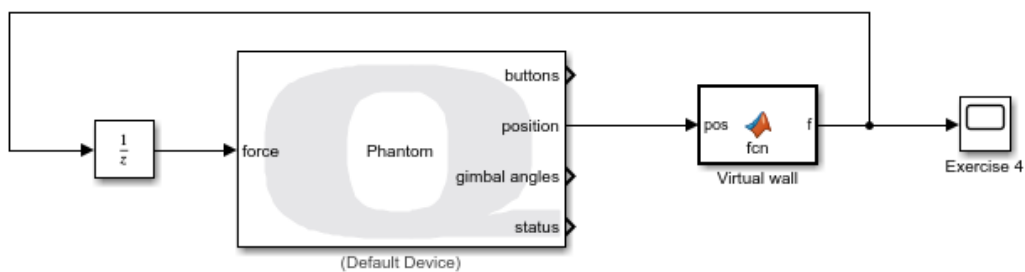 buttons
position
pos
f
1
z
force
Phantom
fcn
gimbal angles
Virtual wall
Exercise 4
status
(Default Device)